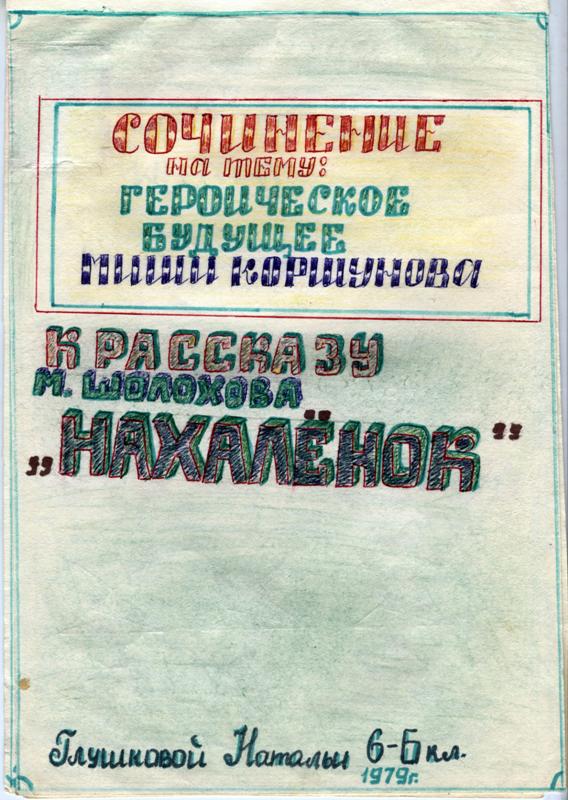 СОЧИНЕНИЕ
НА ТЕМУ:
ГЕРОИЧЕСКОЕ
БУДУЩЕЕ
МИШИ КОРШУНОВА
К РАССКАЗУ
М. ШОЛОХОВА
„НАХАЛЁНОК”
Глушковой Натальи 6-Б кл.
1979г.